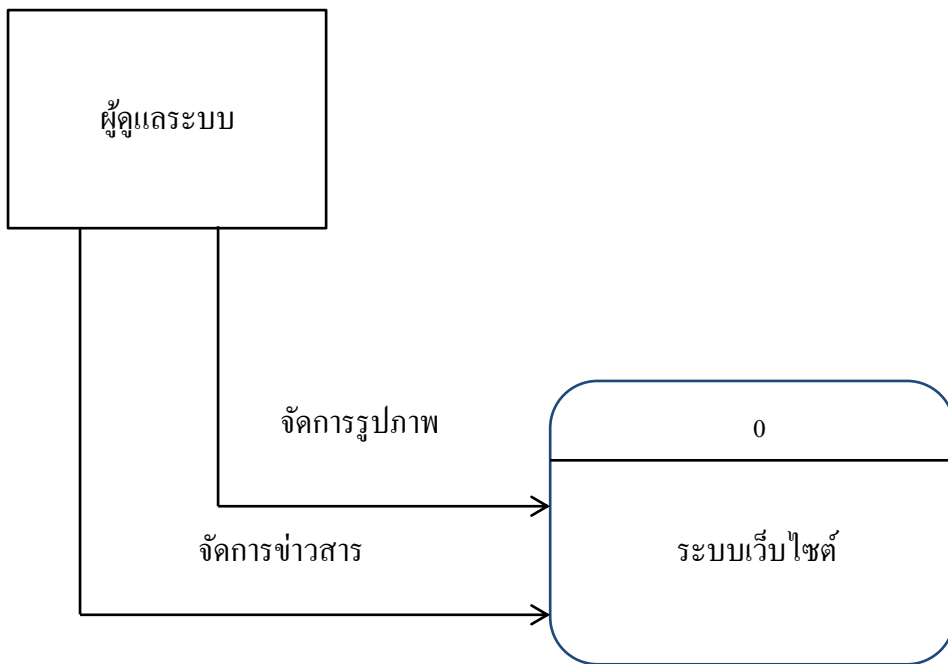 ผู้ดูแลระบบ
จัดการรูปภาพ
0
จัดการข่าวสาร
ระบบเว็บไซต์